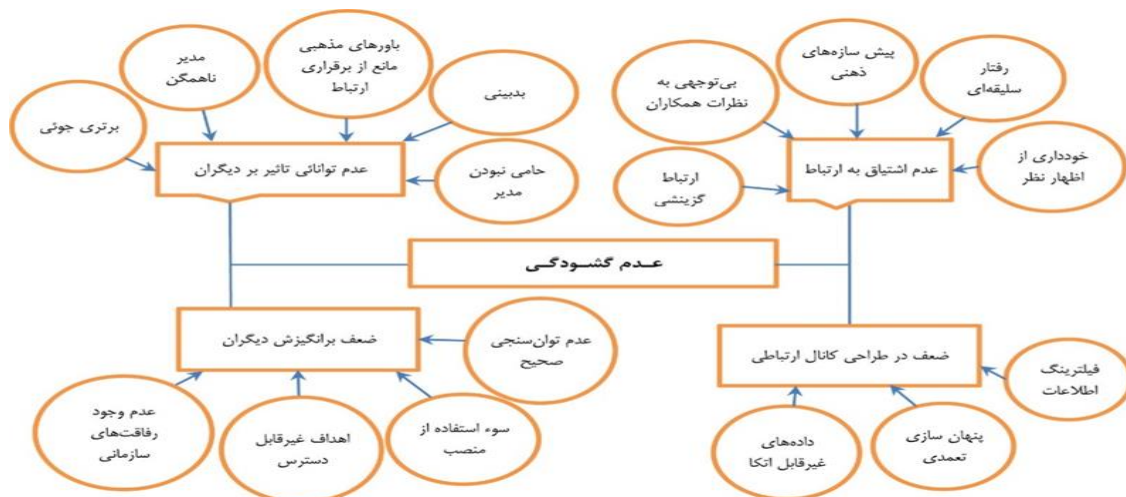 رفتار
سلیقه‌ای
پیش سازه‌های
ذهنی
بی‌توجهی به
نظرات همکاران
خودداری از
اظهار نظر
ارتباط
گزینشی
عدم اشتیاق به ارتباط
بدبینی
باورهای مذهبی
مانع از برقراری
ارتباط
مدیر
ناهمگن
برتری جوئی
حامی نبودن
مدیر
عدم توانائی تاثیر بر دیگران
عـدم گشـودگـی
ضعف در طراحی کانال ارتباطی
فیلترینگ
اطلاعات
پنهان سازی
تعمدی
داده‌های
غیرقابل اتکا
ضعف برانگیزش دیگران
عدم توان‌سنجی
صحیح
سوء استفاده از
منصب
اهداف غیرقابل
دسترس
عدم وجود
رفاقت‌های
سازمانی